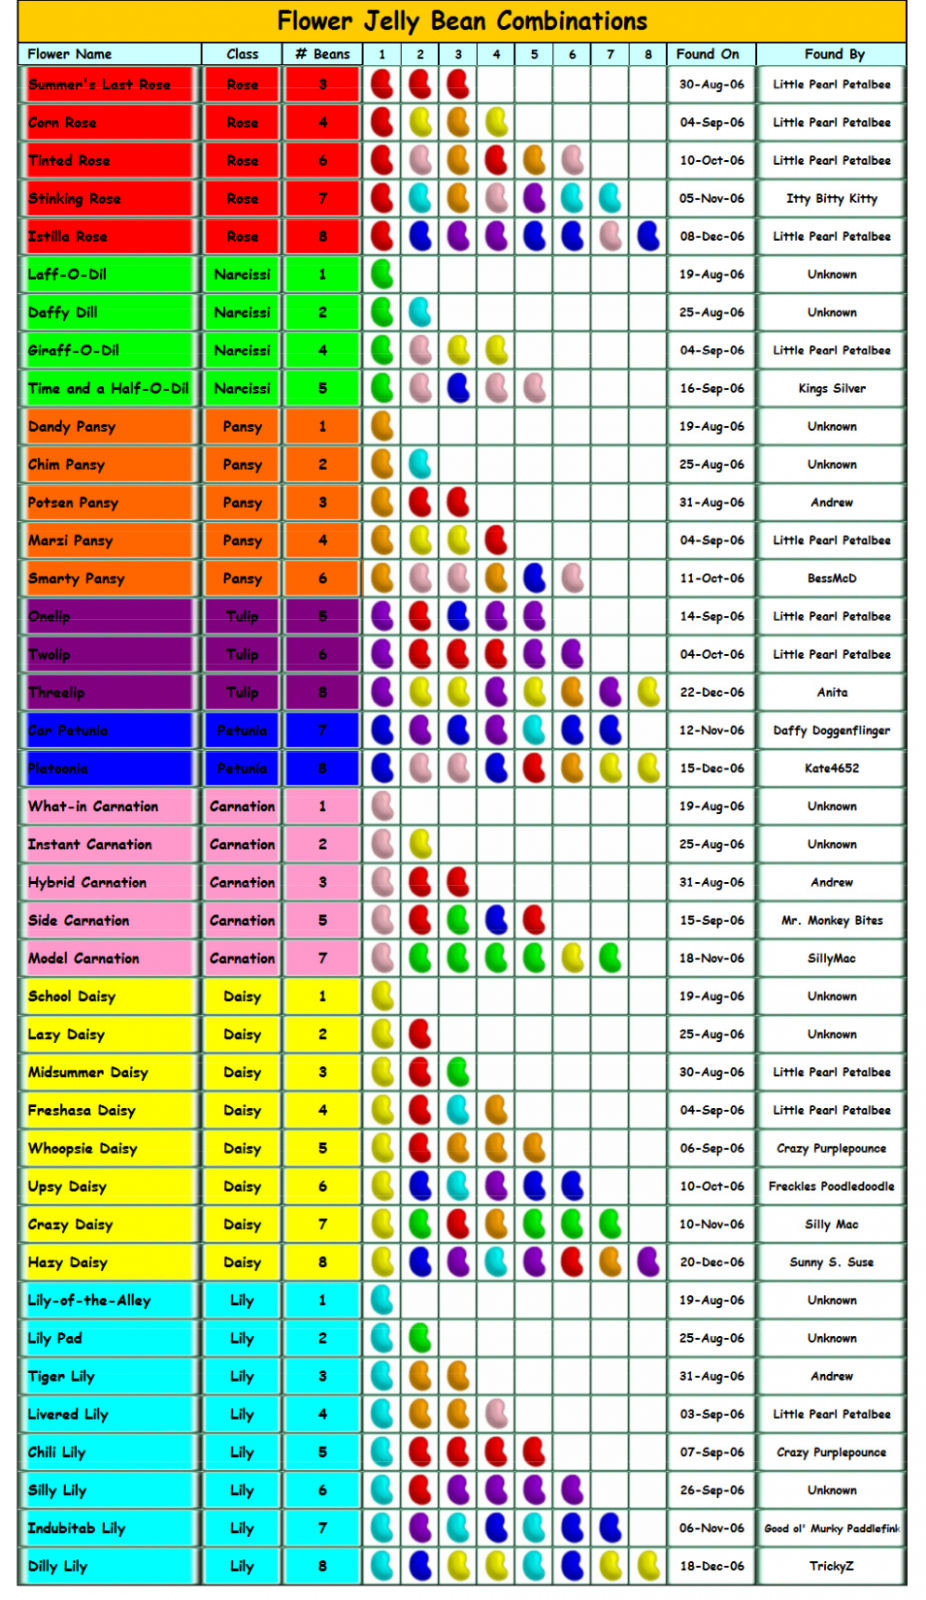 Flower Jelly Bean Combinations
Flower Name Class # Beans 1 2 3 4 5 6 7 8 Found On Found By
Summer's Last Rose Rose 3 30-Aug-06 Little Pearl Petalbee
Corn Rose Rose 4 04-Sep-06 Little Pearl Petalbee
Tinted Rose Rose 6 10-Oct-06 Little Pearl Petalbee
Stinking Rose Rose 7 05-Nov-06 Itty Bitty Kitty
Istilla Rose Rose 8 08-Dec-06 Little Pearl Petalbee
Laff-O-Dil Narcissi 1 19-Aug-06 Unknown
Daffy Dill Narcissi 2 25-Aug-06 Unknown
Giraff-O-Dil Narcissi 4 04-Sep-06 Little Pearl Petalbee
Time and a Half-O-Dil Narcissi 5 16-Sep-06 Kings Silver
Dandy Pansy Pansy 1 19-Aug-06 Unknown
Chim Pansy Pansy 2 25-Aug-06 Unknown
Potsen Pansy Pansy 3 31-Aug-06 Andrew
Marzi Pansy Pansy 4 04-Sep-06 Little Pearl Petalbee
Smarty Pansy Pansy 6 11-Oct-06 BessMcD
Onelip Tulip 5 14-Sep-06 Little Pearl Petalbee
Twolip Tulip 6 04-Oct-06 Little Pearl Petalbee
Threelip Tulip 8 22-Dec-06 Anita
Car Petunia Petunia 7 12-Nov-06 Daffy Doggenflinger
Platoonia Petunia 8 15-Dec-06 Kate4652
What-in Carnation Carnation 1 19-Aug-06 Unknown
Instant Carnation Carnation 2 25-Aug-06 Unknown
Hybrid Carnation Carnation 3 31-Aug-06 Andrew
Side Carnation Carnation 5 15-Sep-06 Mr. Monkey Bites
Model Carnation Carnation 7 18-Nov-06 SillyMac
School Daisy Daisy 1 19-Aug-06 Unknown
Lazy Daisy Daisy 2 25-Aug-06 Unknown
Midsummer Daisy Daisy 3 30-Aug-06 Little Pearl Petalbee
Freshasa Daisy Daisy 4 04-Sep-06 Little Pearl Petalbee
Whoopsie Daisy Daisy 5 06-Sep-06 Crazy Purplepounce
Upsy Daisy Daisy 6 10-Oct-06 Freckles Poodledoodle
Crazy Daisy Daisy 7 10-Nov-06 Silly Mac
Hazy Daisy Daisy 8 20-Dec-06 Sunny S. Suse
Lily-of-the-Alley Lily 1 19-Aug-06 Unknown
Lily Pad Lily 2 25-Aug-06 Unknown
Tiger Lily Lily 3 31-Aug-06 Andrew
Livered Lily Lily 4 03-Sep-06 Little Pearl Petalbee
Chili Lily Lily 5 07-Sep-06 Crazy Purplepounce
Silly Lily Lily 6 26-Sep-06 Unknown
Indubitab Lily Lily 7 06-Nov-06 Good ol' Murky Paddlefink
Dilly Lily Lily 8 18-Dec-06 TrickyZ